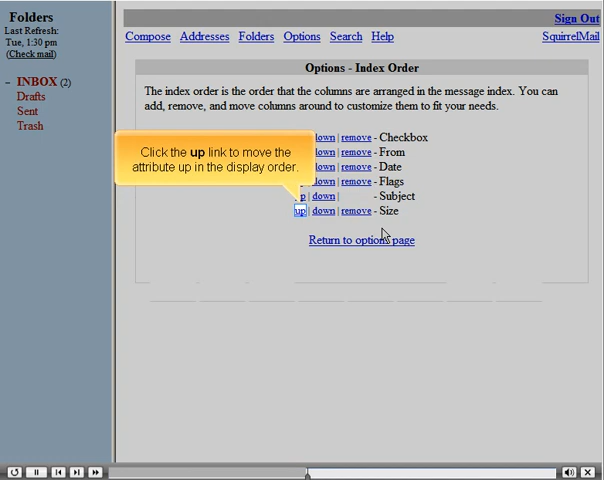 Folders
Last Refresh:
Tue, 1:30 pm
(Check mail)
– INBOX (2)
Drafts
Sent
Trash
Sign Out
Compose Addresses Folders Options Search Help SquirrelMail
Options - Index Order
The index order is the order that the columns are arranged in the message index. You can
add, remove, and move columns around to customize them to fit your needs.
Click the up link to move the
attribute up in the display order.
down | remove - Checkbox
down | remove - From
down | remove - Date
down | remove - Flags
up | down | - Subject
up | down | remove - Size
Return to options page